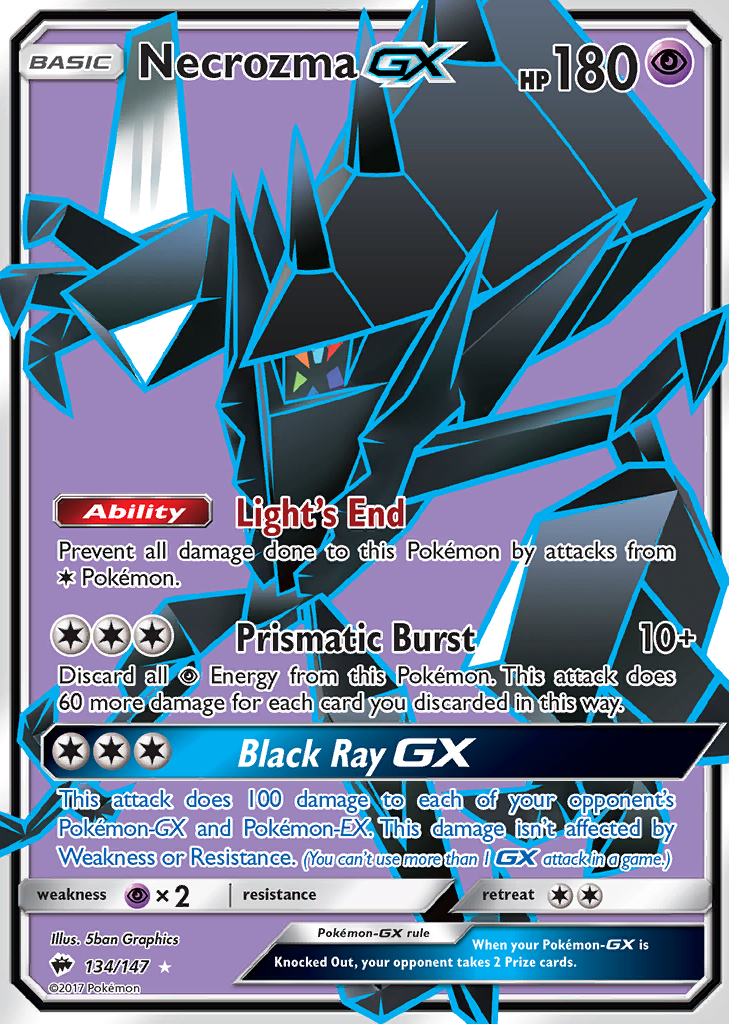 BASIC Necrozma GX HP 180
Ability Light's End
Prevent all damage done to this Pokémon by attacks from
Pokémon.
Prismatic Burst 10+
Discard all Energy from this Pokémon. This attack does
60 more damage for each card you discarded in this way.
Black Ray GX
This attack does 100 damage to each of your opponent's
Pokémon-GX and Pokémon-EX. This damage isn't affected by
Weakness or Resistance. (You can't use more than 1 GX attack in a game.)
weakness ×2 resistance retreat
Illus. 5ban Graphics
Pokémon-GX rule
When your Pokémon-GX is
Knocked Out, your opponent takes 2 Prize cards.
134/147
©2017 Pokémon